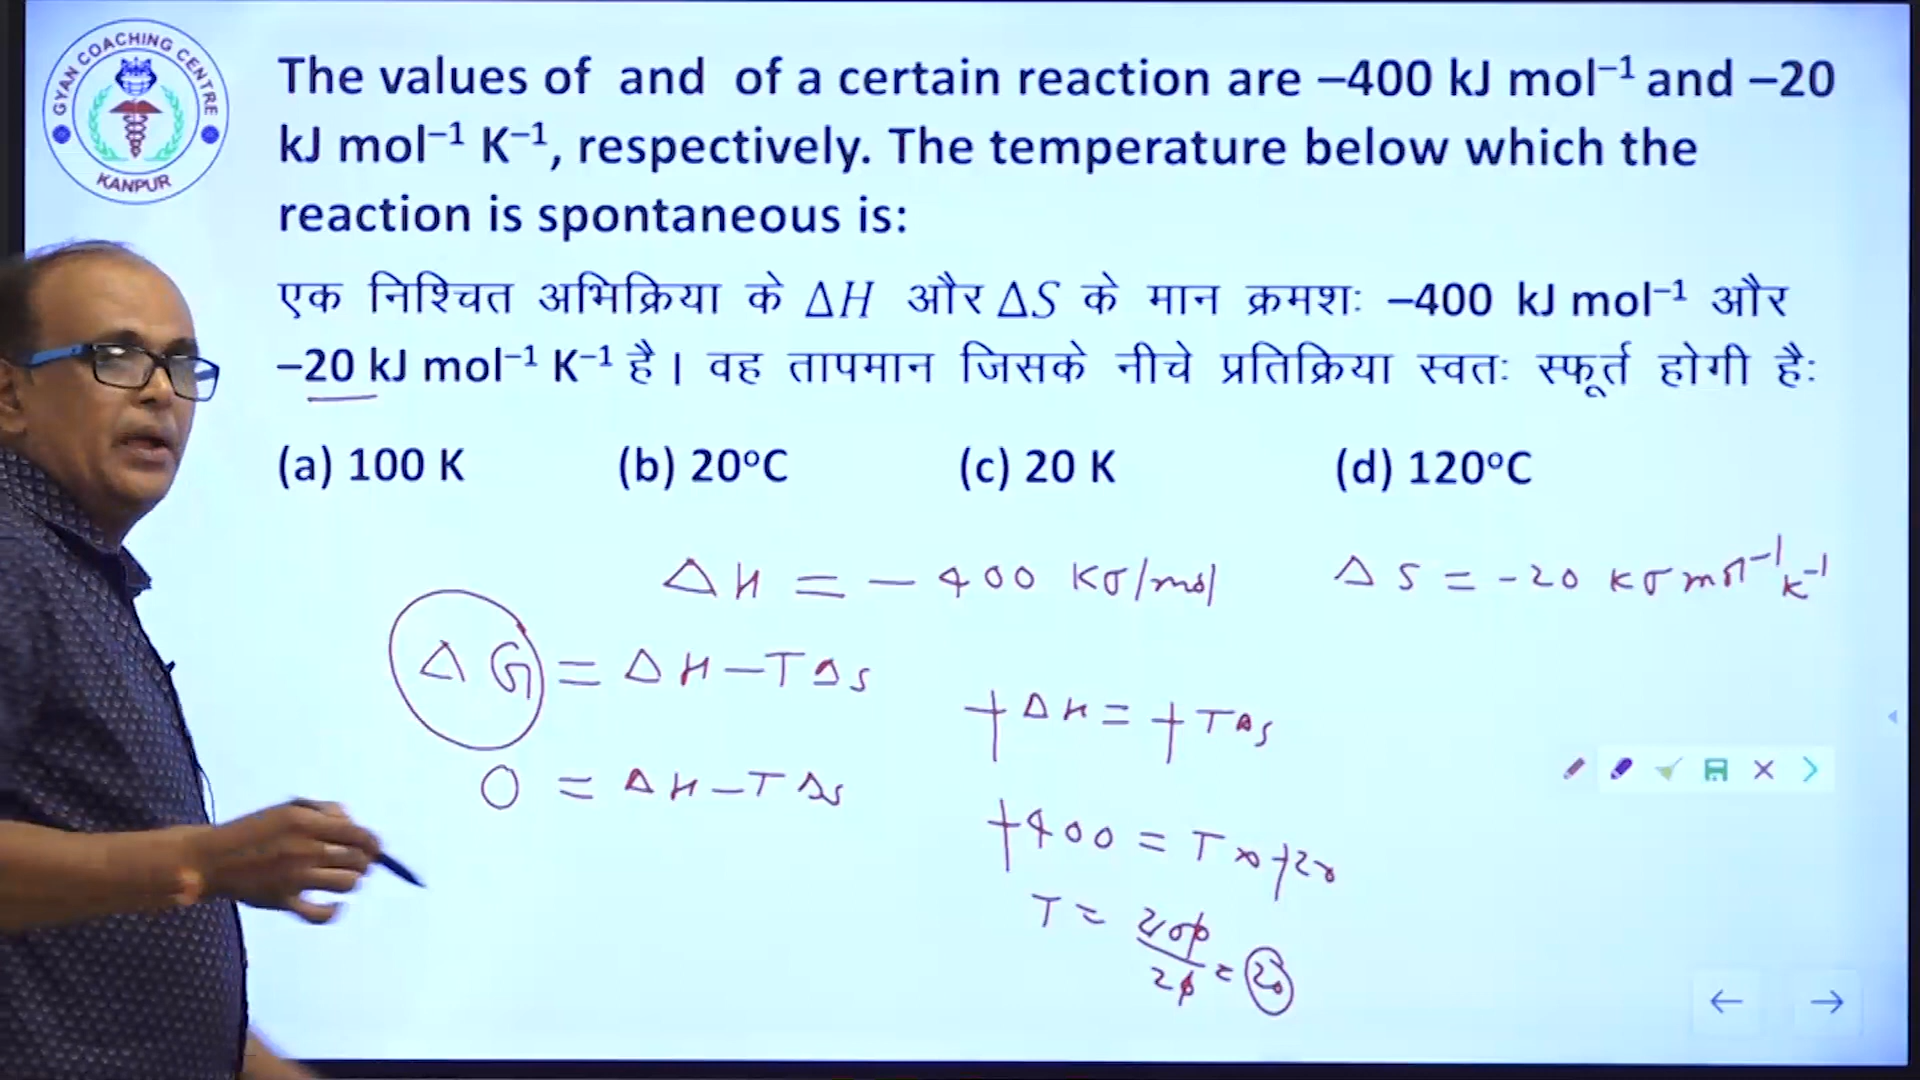 GYAN COACHING CENTRE
KANPUR
The values of and of a certain reaction are –400 kJ mol⁻¹ and –20
kJ mol⁻¹ K⁻¹, respectively. The temperature below which the
reaction is spontaneous is:
एक निश्चित अभिक्रिया के ΔH और ΔS के मान क्रमशः –400 kJ mol⁻¹ और
–20 kJ mol⁻¹ K⁻¹ है। वह तापमान जिसके नीचे प्रतिक्रिया स्वतः स्फूर्त होगी हैः
(a) 100 K (b) 20°C (c) 20 K (d) 120°C
ΔH = – 400 KJ/mol ΔS = -20 KJ mol⁻¹ K⁻¹
ΔG = ΔH – TΔS
+ΔH = +TΔS
0 = ΔH – TΔS
+400 = T × +20
T = 400/20 = 20